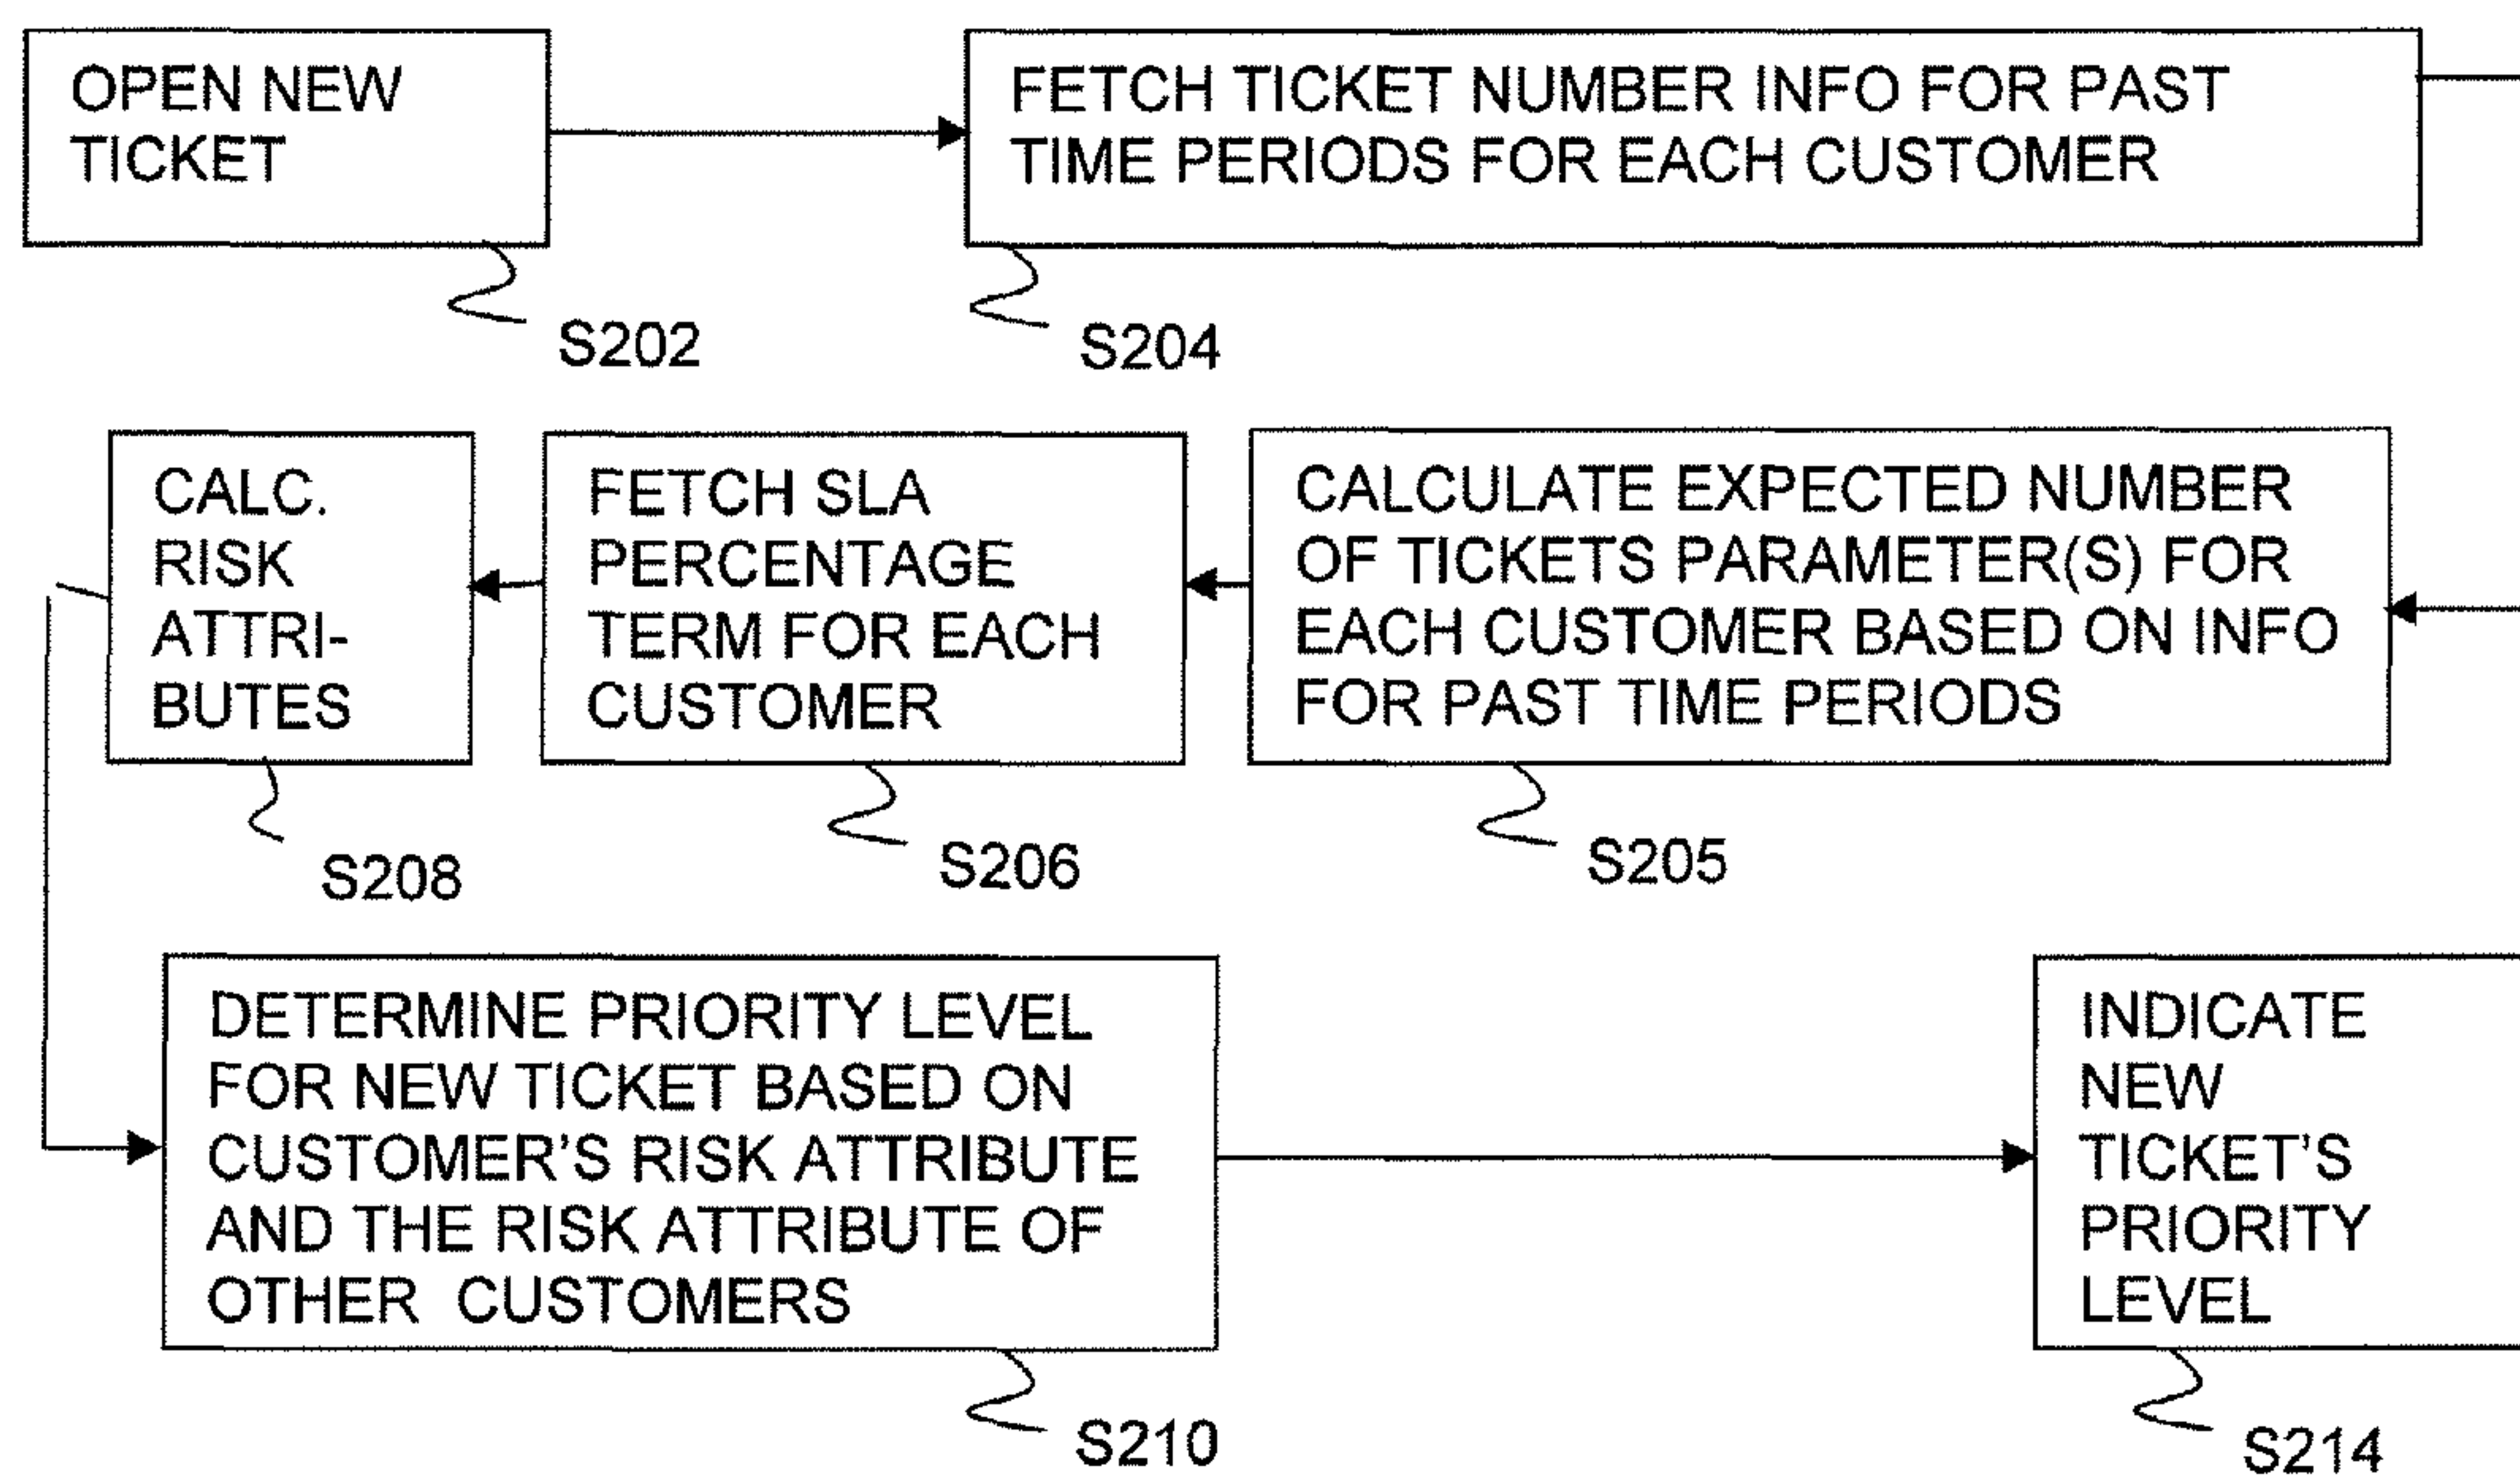 OPEN NEW
TICKET
S202
FETCH TICKET NUMBER INFO FOR PAST
TIME PERIODS FOR EACH CUSTOMER
S204
CALCULATE EXPECTED NUMBER
OF TICKETS PARAMETER(S) FOR
EACH CUSTOMER BASED ON INFO
FOR PAST TIME PERIODS
S205
FETCH SLA
PERCENTAGE
TERM FOR EACH
CUSTOMER
S206
CALC.
RISK
ATTRI-
BUTES
S208
DETERMINE PRIORITY LEVEL
FOR NEW TICKET BASED ON
CUSTOMER'S RISK ATTRIBUTE
AND THE RISK ATTRIBUTE OF
OTHER CUSTOMERS
S210
INDICATE
NEW
TICKET'S
PRIORITY
LEVEL
S214